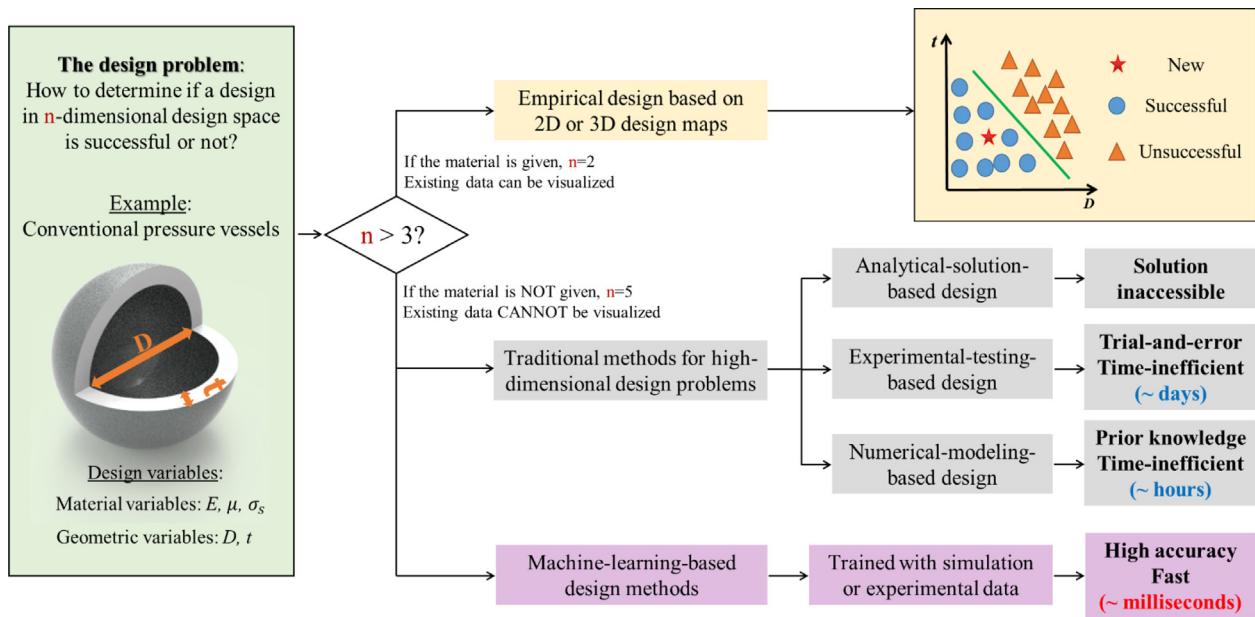 The design problem:
How to determine if a design
in n-dimensional design space
is successful or not?
Example:
Conventional pressure vessels
D
t
Design variables:
Material variables: E, μ, σₛ
Geometric variables: D, t
n > 3?
If the material is given, n=2
Existing data can be visualized
If the material is NOT given, n=5
Existing data CANNOT be visualized
Empirical design based on
2D or 3D design maps
t
D
New
Successful
Unsuccessful
Traditional methods for high-
dimensional design problems
Analytical-solution-
based design
Solution
inaccessible
Experimental-testing-
based design
Trial-and-error
Time-inefficient
(~ days)
Numerical-modeling-
based design
Prior knowledge
Time-inefficient
(~ hours)
Machine-learning-based
design methods
Trained with simulation
or experimental data
High accuracy
Fast
(~ milliseconds)